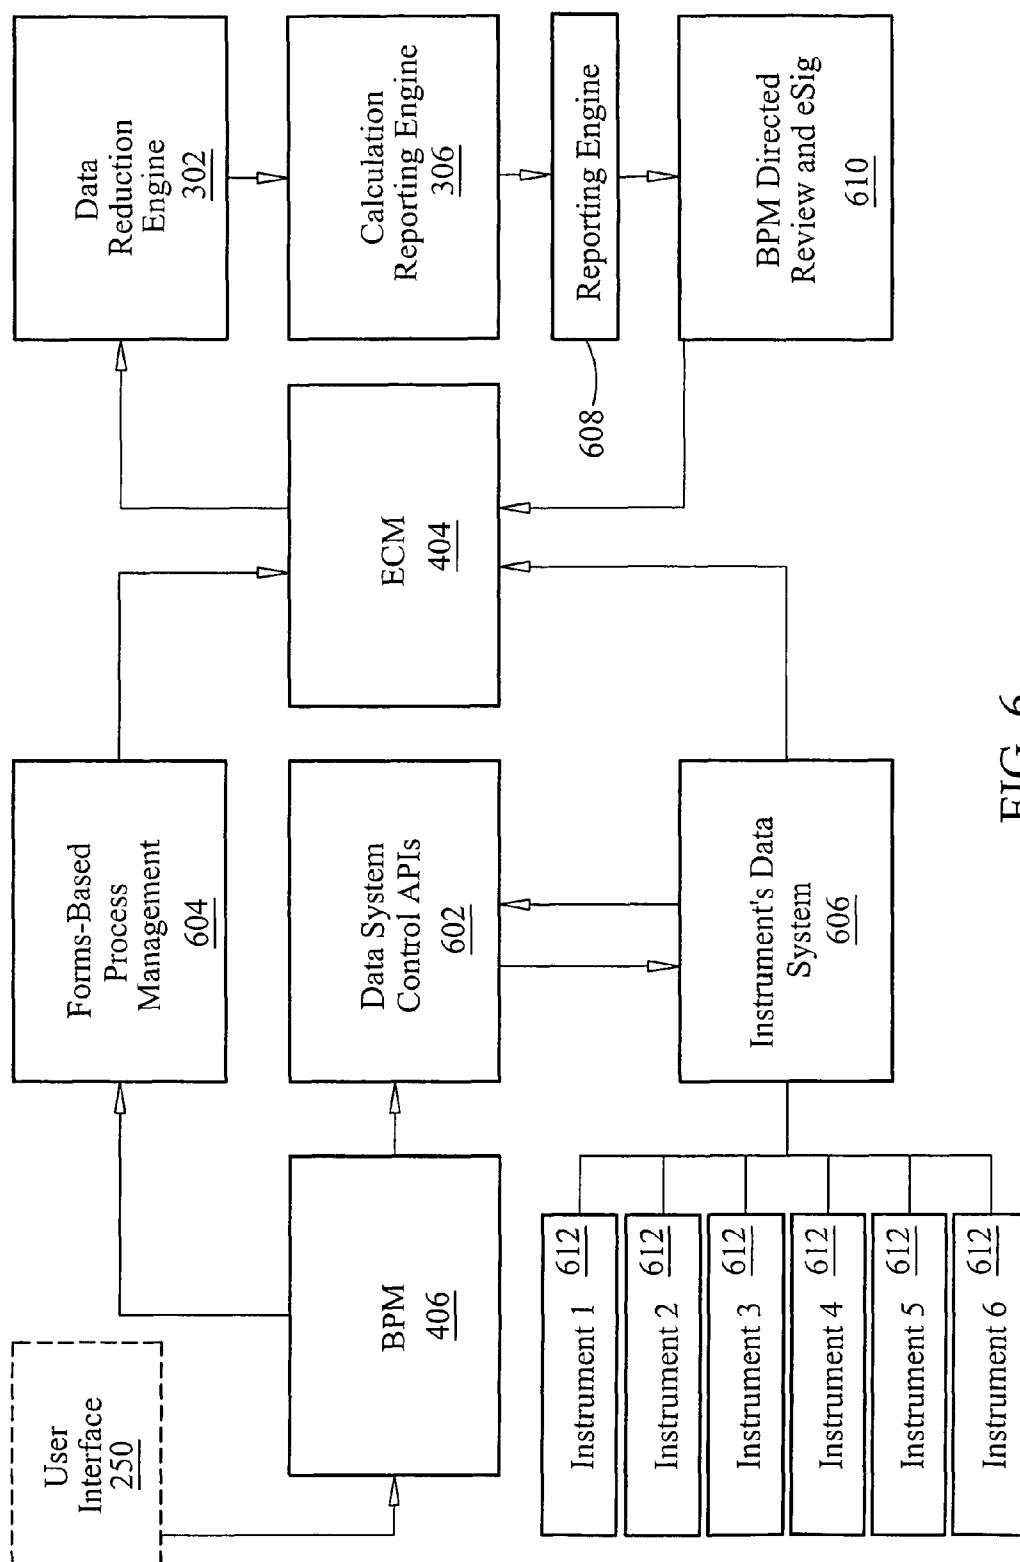 User
Interface
250
BPM
406
Forms-Based
Process
Management
604
Data System
Control APIs
602
Instrument's Data
System
606
Instrument 1 612
Instrument 2 612
Instrument 3 612
Instrument 4 612
Instrument 5 612
Instrument 6 612
ECM
404
Data
Reduction
Engine
302
Calculation
Reporting Engine
306
Reporting Engine
608
BPM Directed
Review and eSig
610
FIG. 6